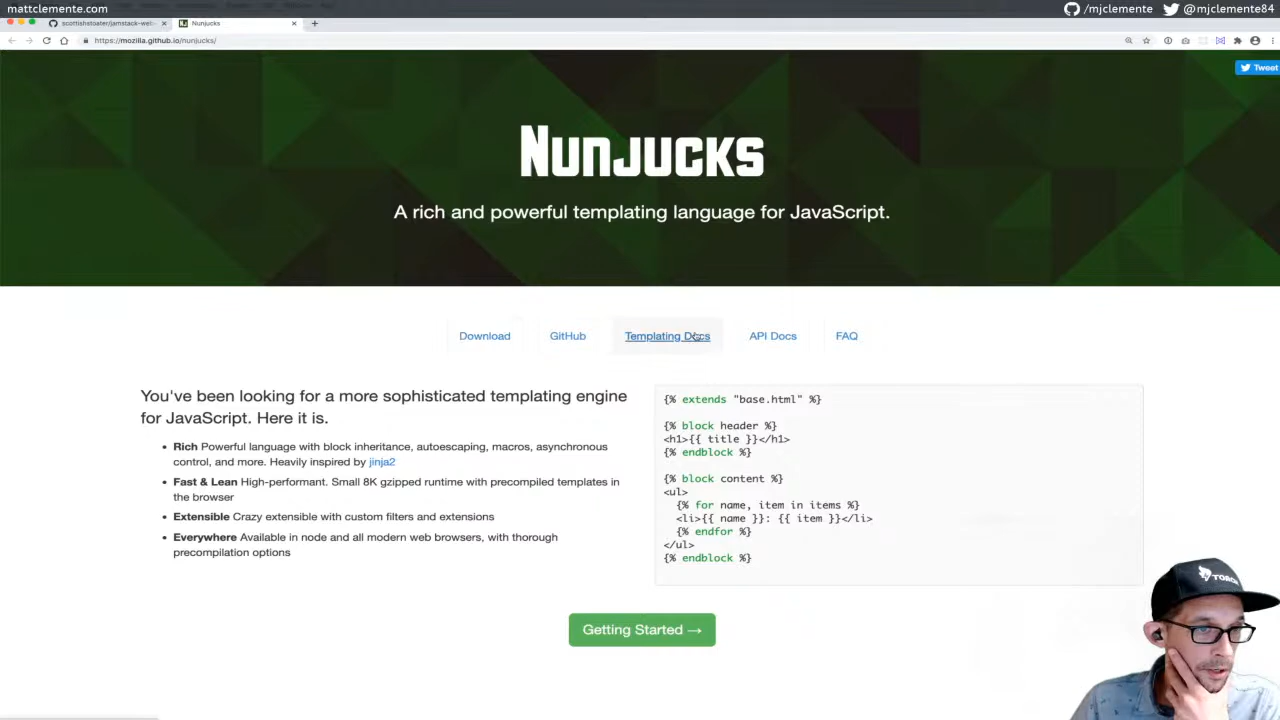 mattclemente.com
/mjclemente @mjclemente84
scottishstoater/jamstack-web
Nunjucks
https://mozilla.github.io/nunjucks/
Tweet
Nunjucks
A rich and powerful templating language for JavaScript.
Download GitHub Templating Docs API Docs FAQ
You've been looking for a more sophisticated templating engine
for JavaScript. Here it is.
Rich Powerful language with block inheritance, autoescaping, macros, asynchronous
control, and more. Heavily inspired by jinja2
Fast & Lean High-performant. Small 8K gzipped runtime with precompiled templates in
the browser
Extensible Crazy extensible with custom filters and extensions
Everywhere Available in node and all modern web browsers, with thorough
precompilation options
{% extends "base.html" %}
{% block header %}
<h1>{{ title }}</h1>
{% endblock %}
{% block content %}
<ul>
{% for name, item in items %}
<li>{{ name }}: {{ item }}</li>
{% endfor %}
</ul>
{% endblock %}
Getting Started →
TORCH